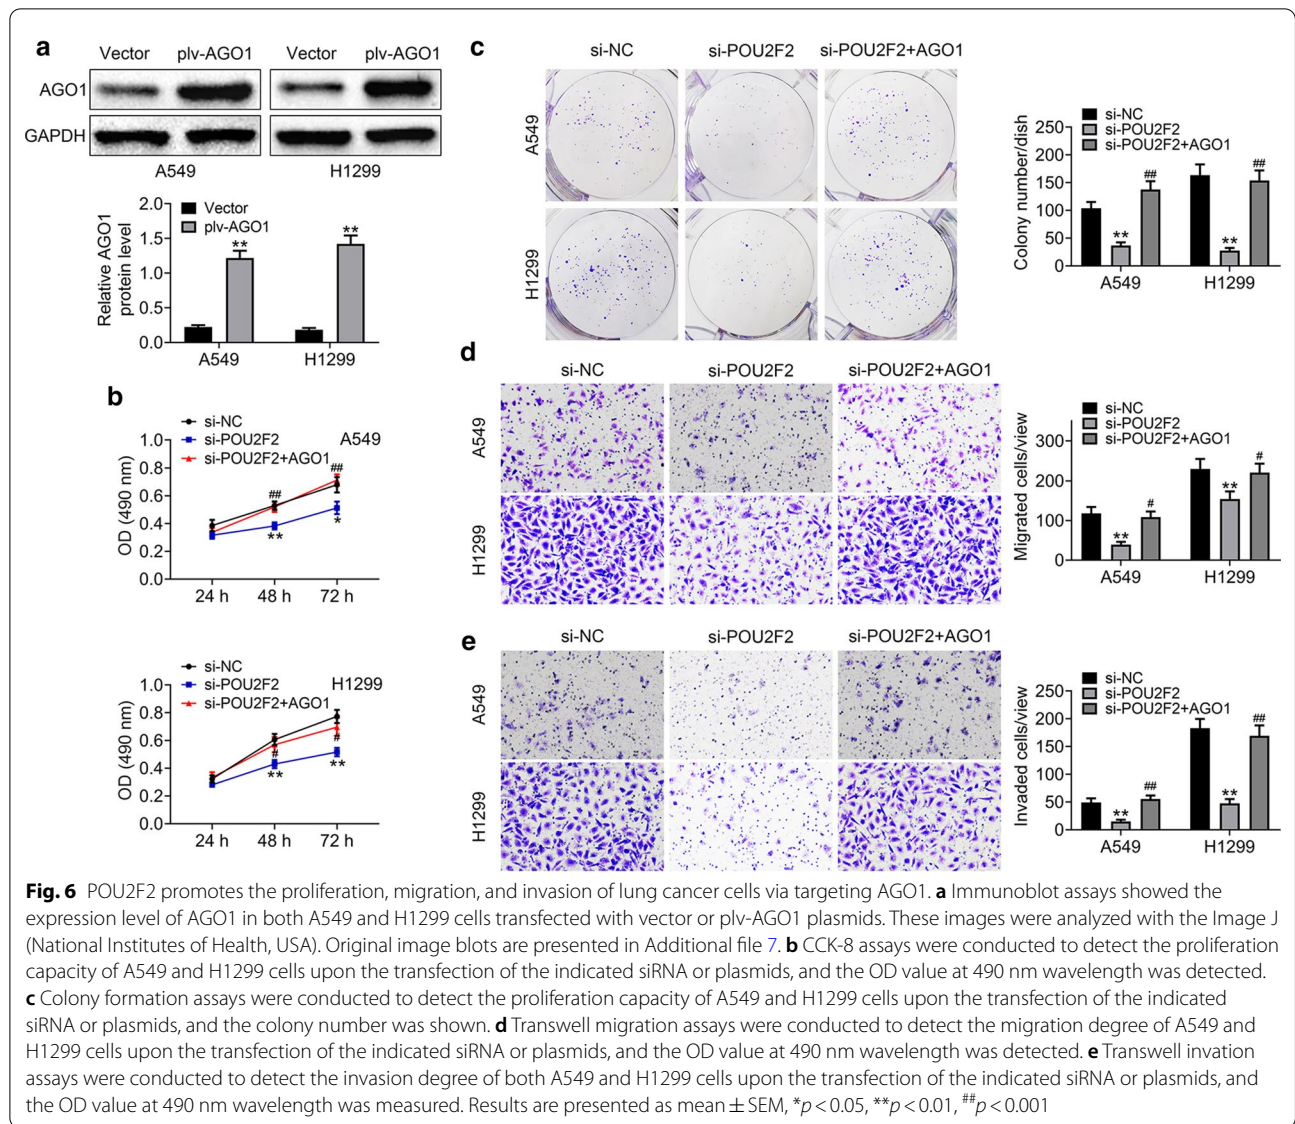 a
Vector plv-AGO1 Vector plv-AGO1
AGO1
GAPDH
A549 H1299
Relative AGO1
protein level
2.0
1.5
1.0
0.5
0.0
Vector
plv-AGO1
** **
A549 H1299
b
si-NC
si-POU2F2
si-POU2F2+AGO1
A549
OD (490 nm)
1.0
0.8
0.6
0.4
0.2
0.0
## ##
** *
24 h 48 h 72 h
si-NC
si-POU2F2
si-POU2F2+AGO1
H1299
OD (490 nm)
1.0
0.8
0.6
0.4
0.2
0.0
# #
** **
24 h 48 h 72 h
c
si-NC si-POU2F2 si-POU2F2+AGO1
A549
H1299
si-NC
si-POU2F2
si-POU2F2+AGO1
Colony number/dish
250
200
150
100
50
0
** ## ** ##
A549 H1299
d
si-NC si-POU2F2 si-POU2F2+AGO1
A549
H1299
si-NC
si-POU2F2
si-POU2F2+AGO1
Migrated cells/view
300
200
100
0
** # ** #
A549 H1299
e
si-NC si-POU2F2 si-POU2F2+AGO1
A549
H1299
si-NC
si-POU2F2
si-POU2F2+AGO1
Invaded cells/view
250
200
150
100
50
0
** ## ** ##
A549 H1299
Fig. 6 POU2F2 promotes the proliferation, migration, and invasion of lung cancer cells via targeting AGO1. a Immunoblot assays showed the
expression level of AGO1 in both A549 and H1299 cells transfected with vector or plv-AGO1 plasmids. These images were analyzed with the Image J
(National Institutes of Health, USA). Original image blots are presented in Additional file 7. b CCK-8 assays were conducted to detect the proliferation
capacity of A549 and H1299 cells upon the transfection of the indicated siRNA or plasmids, and the OD value at 490 nm wavelength was detected.
c Colony formation assays were conducted to detect the proliferation capacity of A549 and H1299 cells upon the transfection of the indicated
siRNA or plasmids, and the colony number was shown. d Transwell migration assays were conducted to detect the migration degree of A549 and
H1299 cells upon the transfection of the indicated siRNA or plasmids, and the OD value at 490 nm wavelength was detected. e Transwell invation
assays were conducted to detect the invasion degree of both A549 and H1299 cells upon the transfection of the indicated siRNA or plasmids, and
the OD value at 490 nm wavelength was measured. Results are presented as mean ± SEM, *p < 0.05, **p < 0.01, ##p < 0.001